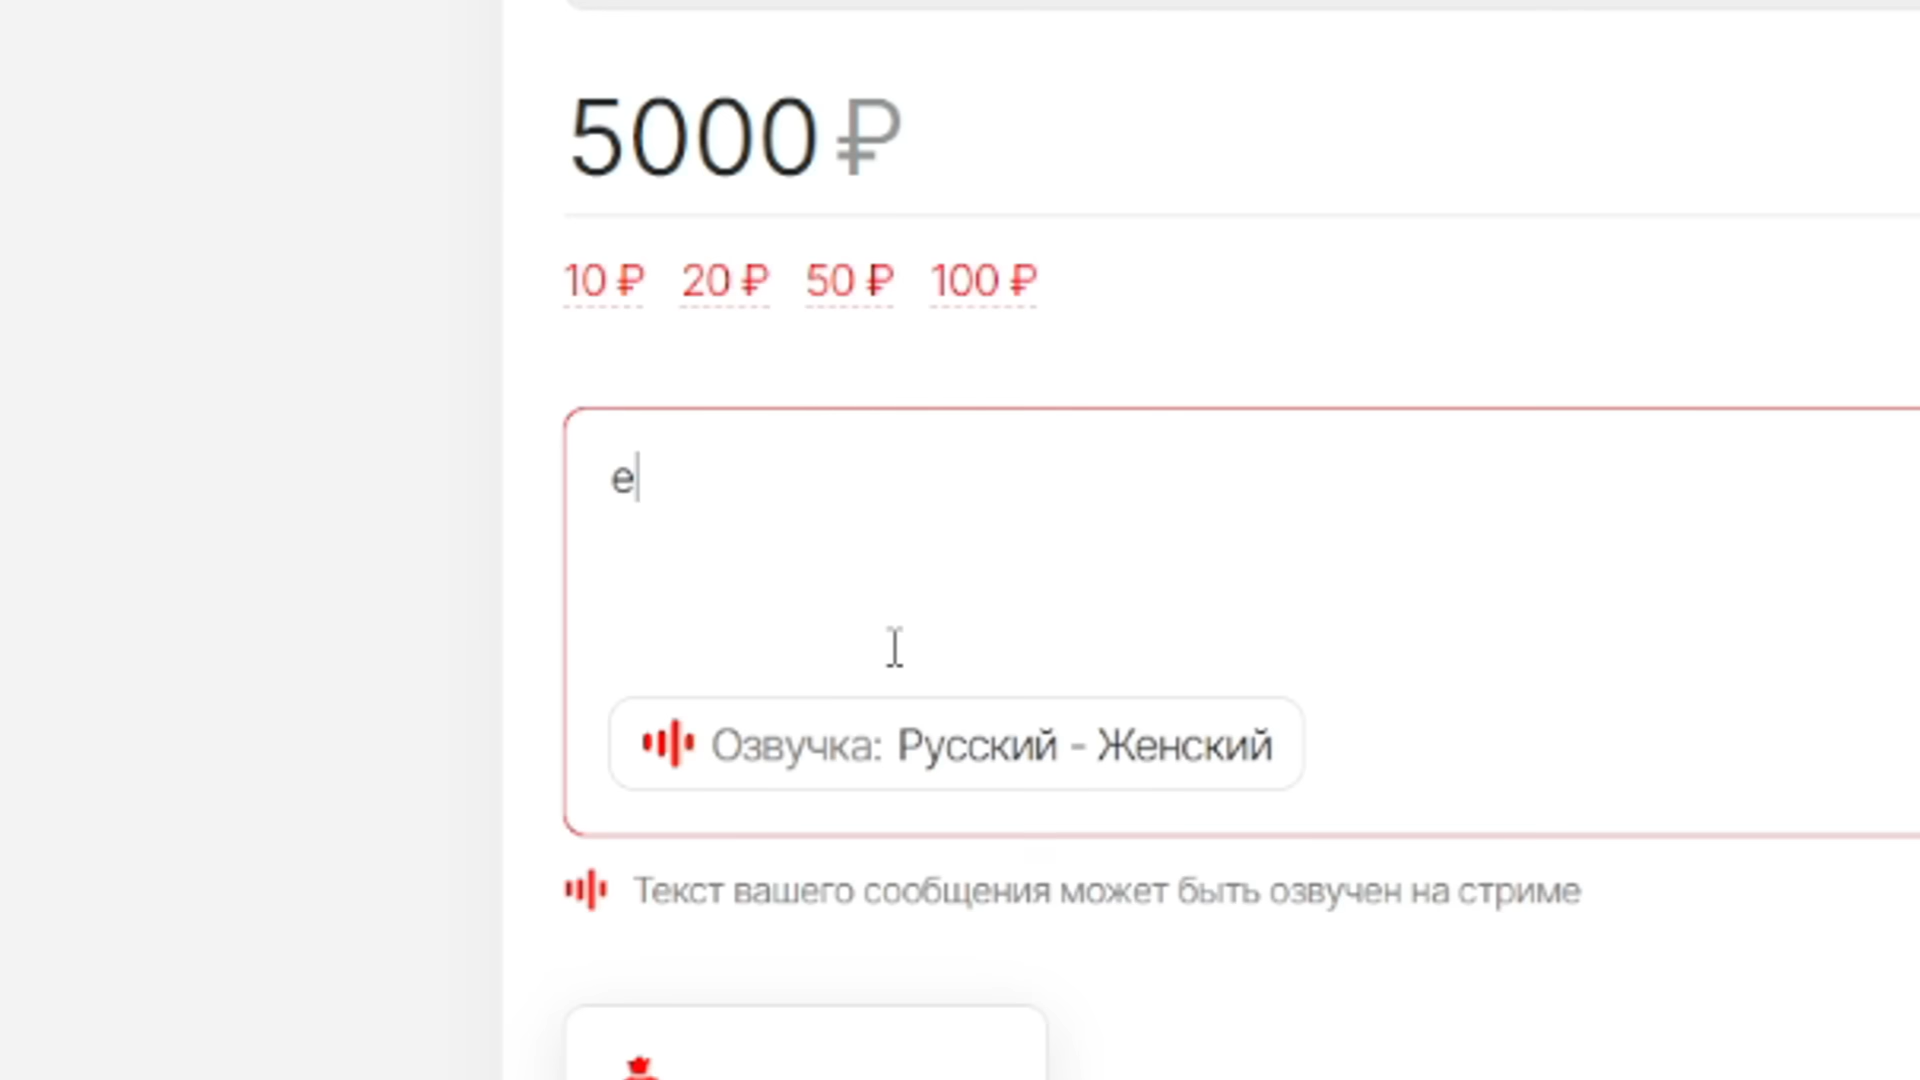 5000 ₽
10 ₽ 20 ₽ 50 ₽ 100 ₽
е
Озвучка: Русский - Женский
Текст вашего сообщения может быть озвучен на стриме